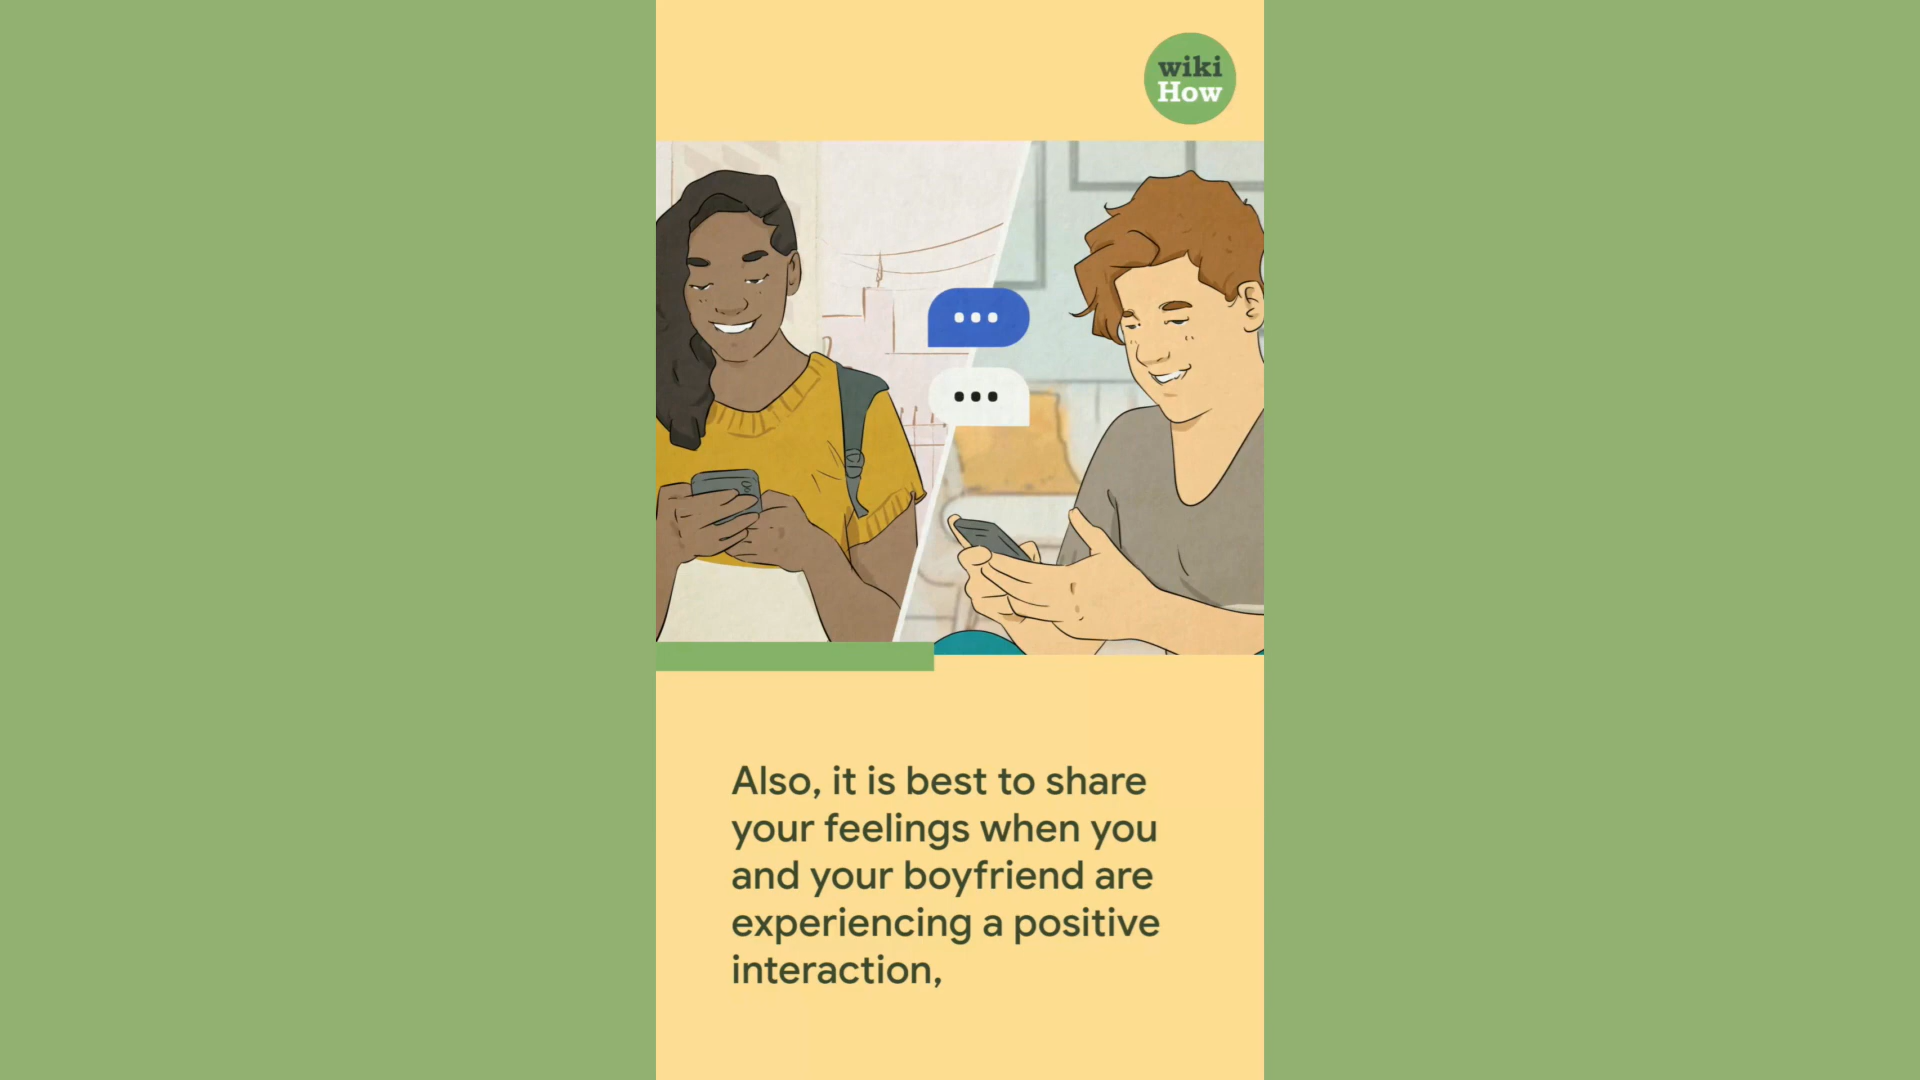 wiki
How
Also, it is best to share
your feelings when you
and your boyfriend are
experiencing a positive
interaction,